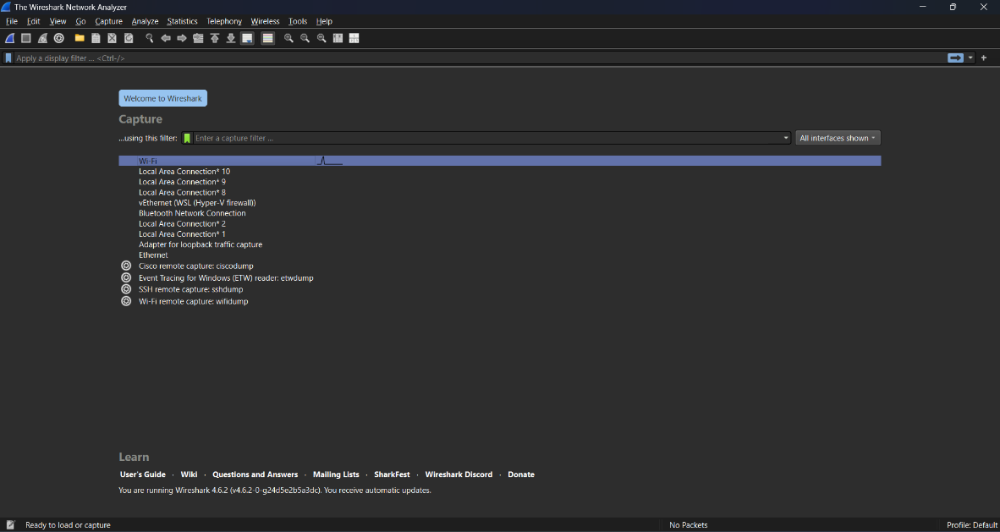 The Wireshark Network Analyzer
File Edit View Go Capture Analyze Statistics Telephony Wireless Tools Help
Apply a display filter ... <Ctrl-/>
Welcome to Wireshark
Capture
...using this filter: Enter a capture filter ... All interfaces shown
Wi-Fi
Local Area Connection* 10
Local Area Connection* 9
Local Area Connection* 8
vEthernet (WSL (Hyper-V firewall))
Bluetooth Network Connection
Local Area Connection* 2
Local Area Connection* 1
Adapter for loopback traffic capture
Ethernet
Cisco remote capture: ciscodump
Event Tracing for Windows (ETW) reader: etwdump
SSH remote capture: sshdump
Wi-Fi remote capture: wifidump
Learn
User's Guide · Wiki · Questions and Answers · Mailing Lists · SharkFest · Wireshark Discord · Donate
You are running Wireshark 4.6.2 (v4.6.2-0-g24d5e2b5a3dc). You receive automatic updates.
Ready to load or capture No Packets Profile: Default